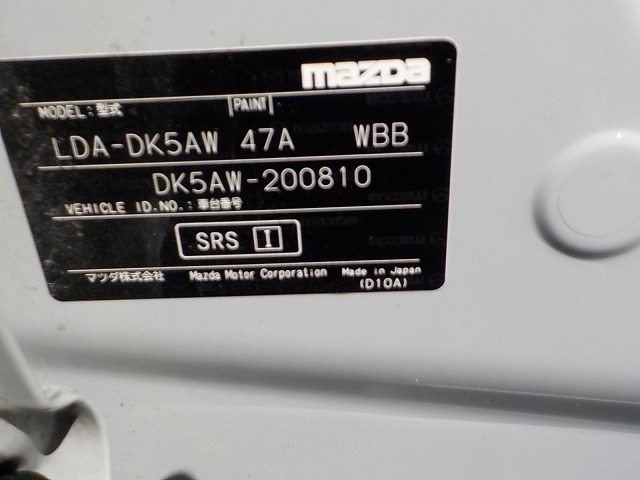 mazda
MODEL:型式 PAINT
LDA-DK5AW 47A WBB
DK5AW-200810
VEHICLE ID.NO.:車台番号
SRS I
マツダ株式会社 Mazda Motor Corporation Made in Japan
(D10A)